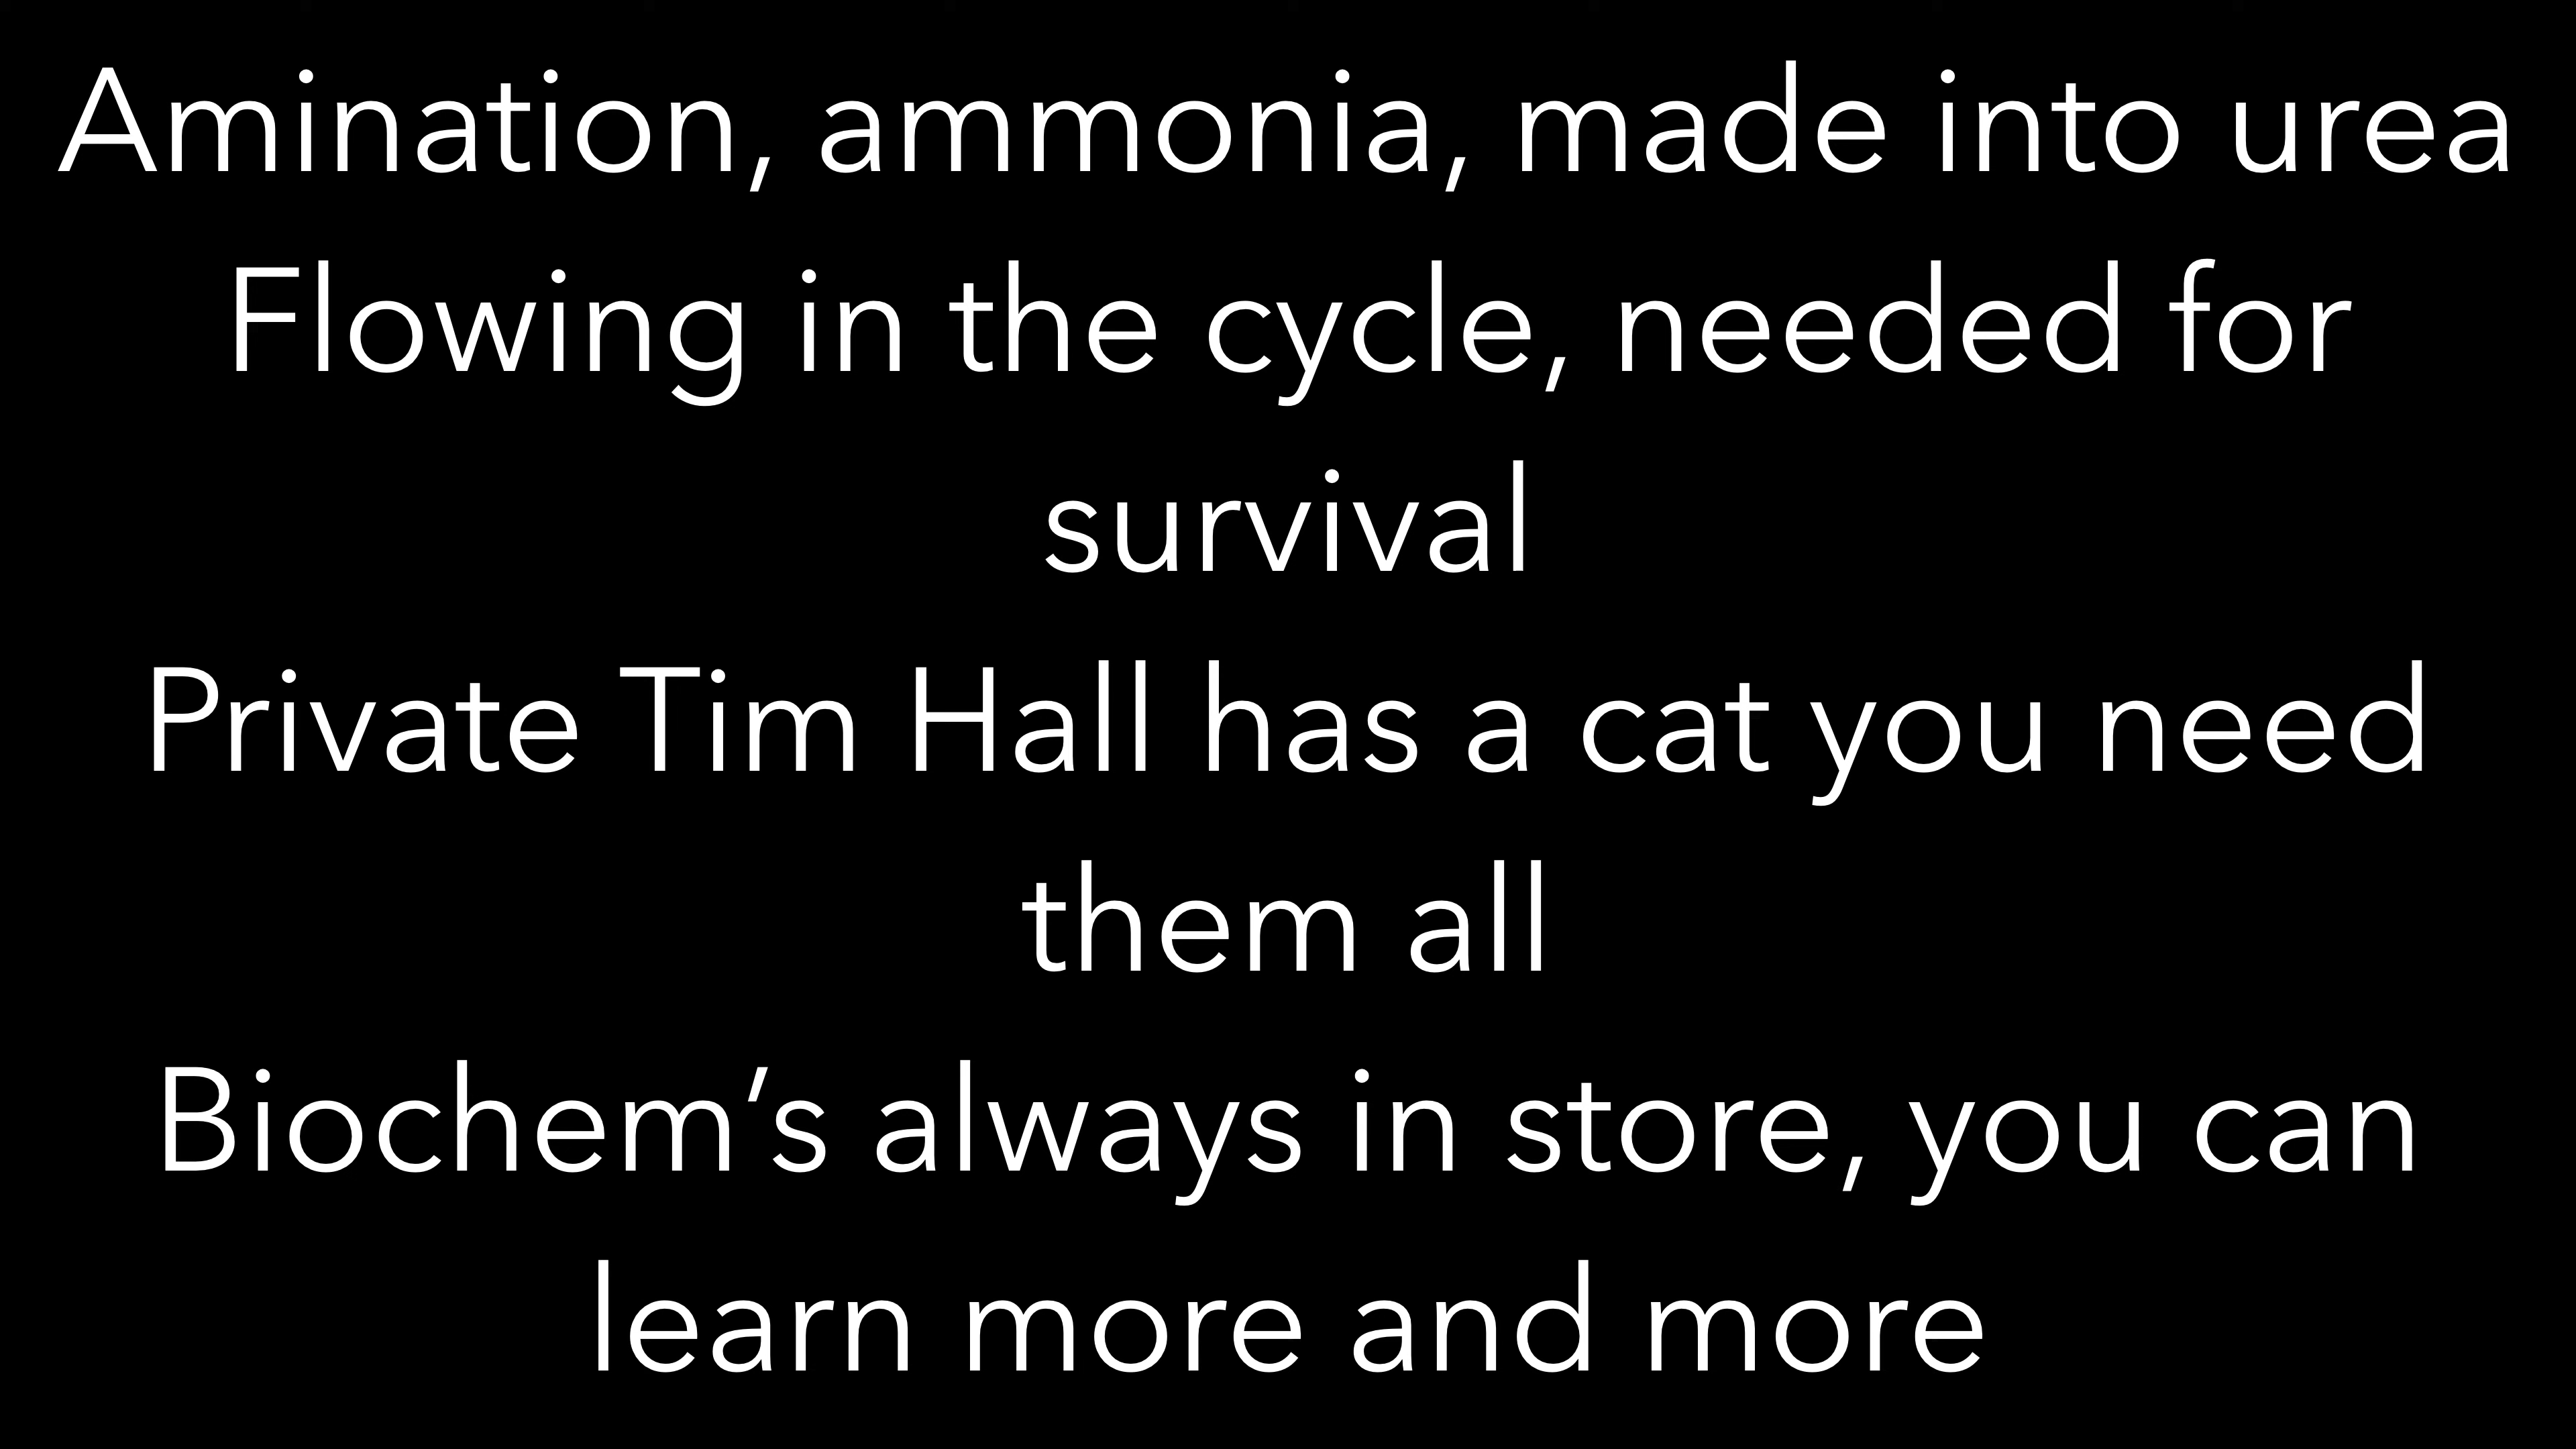 Amination, ammonia, made into urea
Flowing in the cycle, needed for
survival
Private Tim Hall has a cat you need
them all
Biochem’s always in store, you can
learn more and more